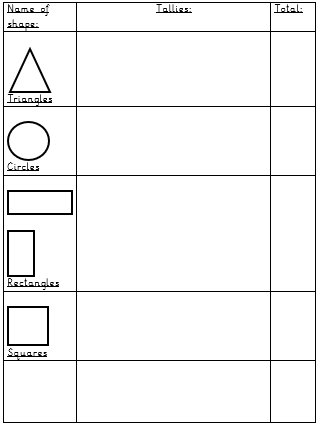 Name of
shape:
Tallies:
Total:
Triangles
Circles
Rectangles
Squares